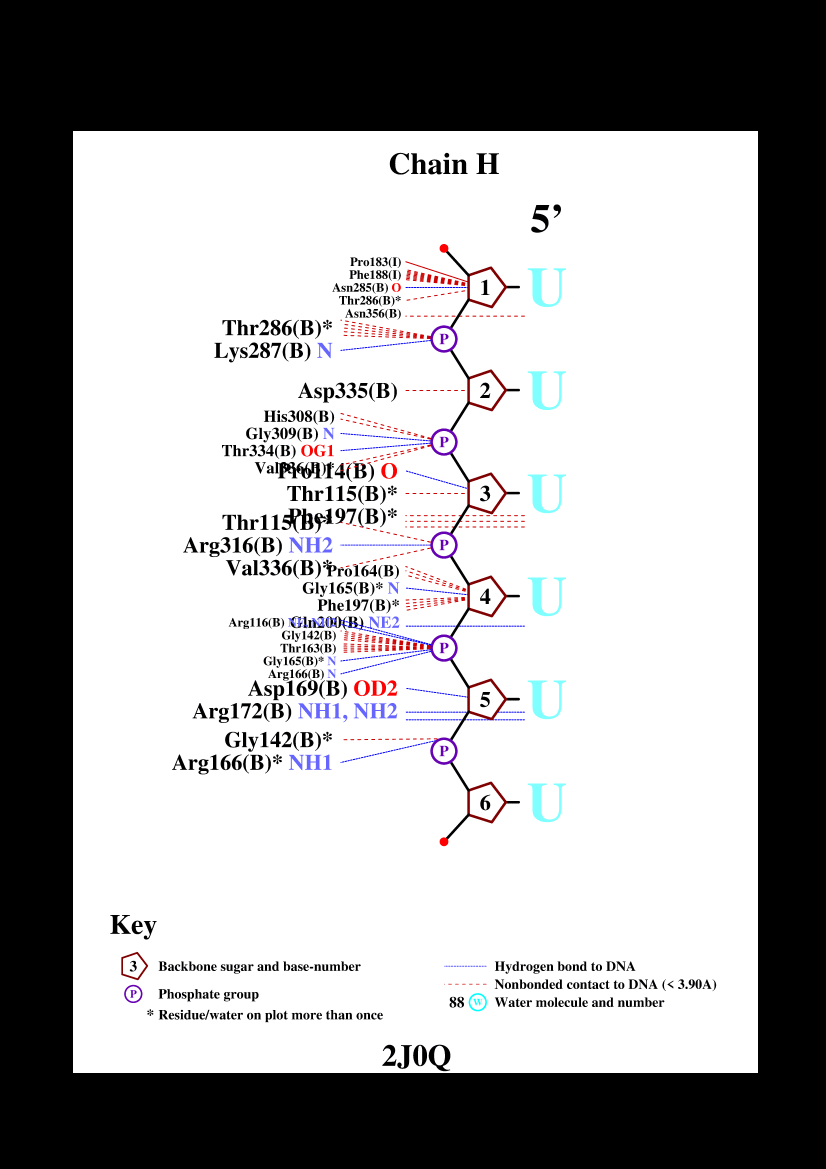 Chain H
5’
Pro183(I)
Phe188(I)
Asn285(B) O
Thr286(B)*
Asn356(B)
1 U
Thr286(B)*
P
Lys287(B) N
Asp335(B)
2 U
His308(B)
Gly309(B) N
P
Thr334(B) OG1
Val336(B)*
Pro114(B) O
Thr115(B)*
3 U
Phe197(B)*
Thr115(B)*
Arg316(B) NH2
P
Val336(B)*
Pro164(B)
Gly165(B)* N
4 U
Phe197(B)*
Gln200(B) NE2
Arg116(B)
Gly142(B)
Thr163(B)
P
Gly165(B)* N
Arg166(B) N
Asp169(B) OD2
5 U
Arg172(B) NH1, NH2
Gly142(B)*
P
Arg166(B)* NH1
6 U
Key
3 Backbone sugar and base-number
P Phosphate group
* Residue/water on plot more than once
Hydrogen bond to DNA
Nonbonded contact to DNA (< 3.90A)
88 W Water molecule and number
2J0Q